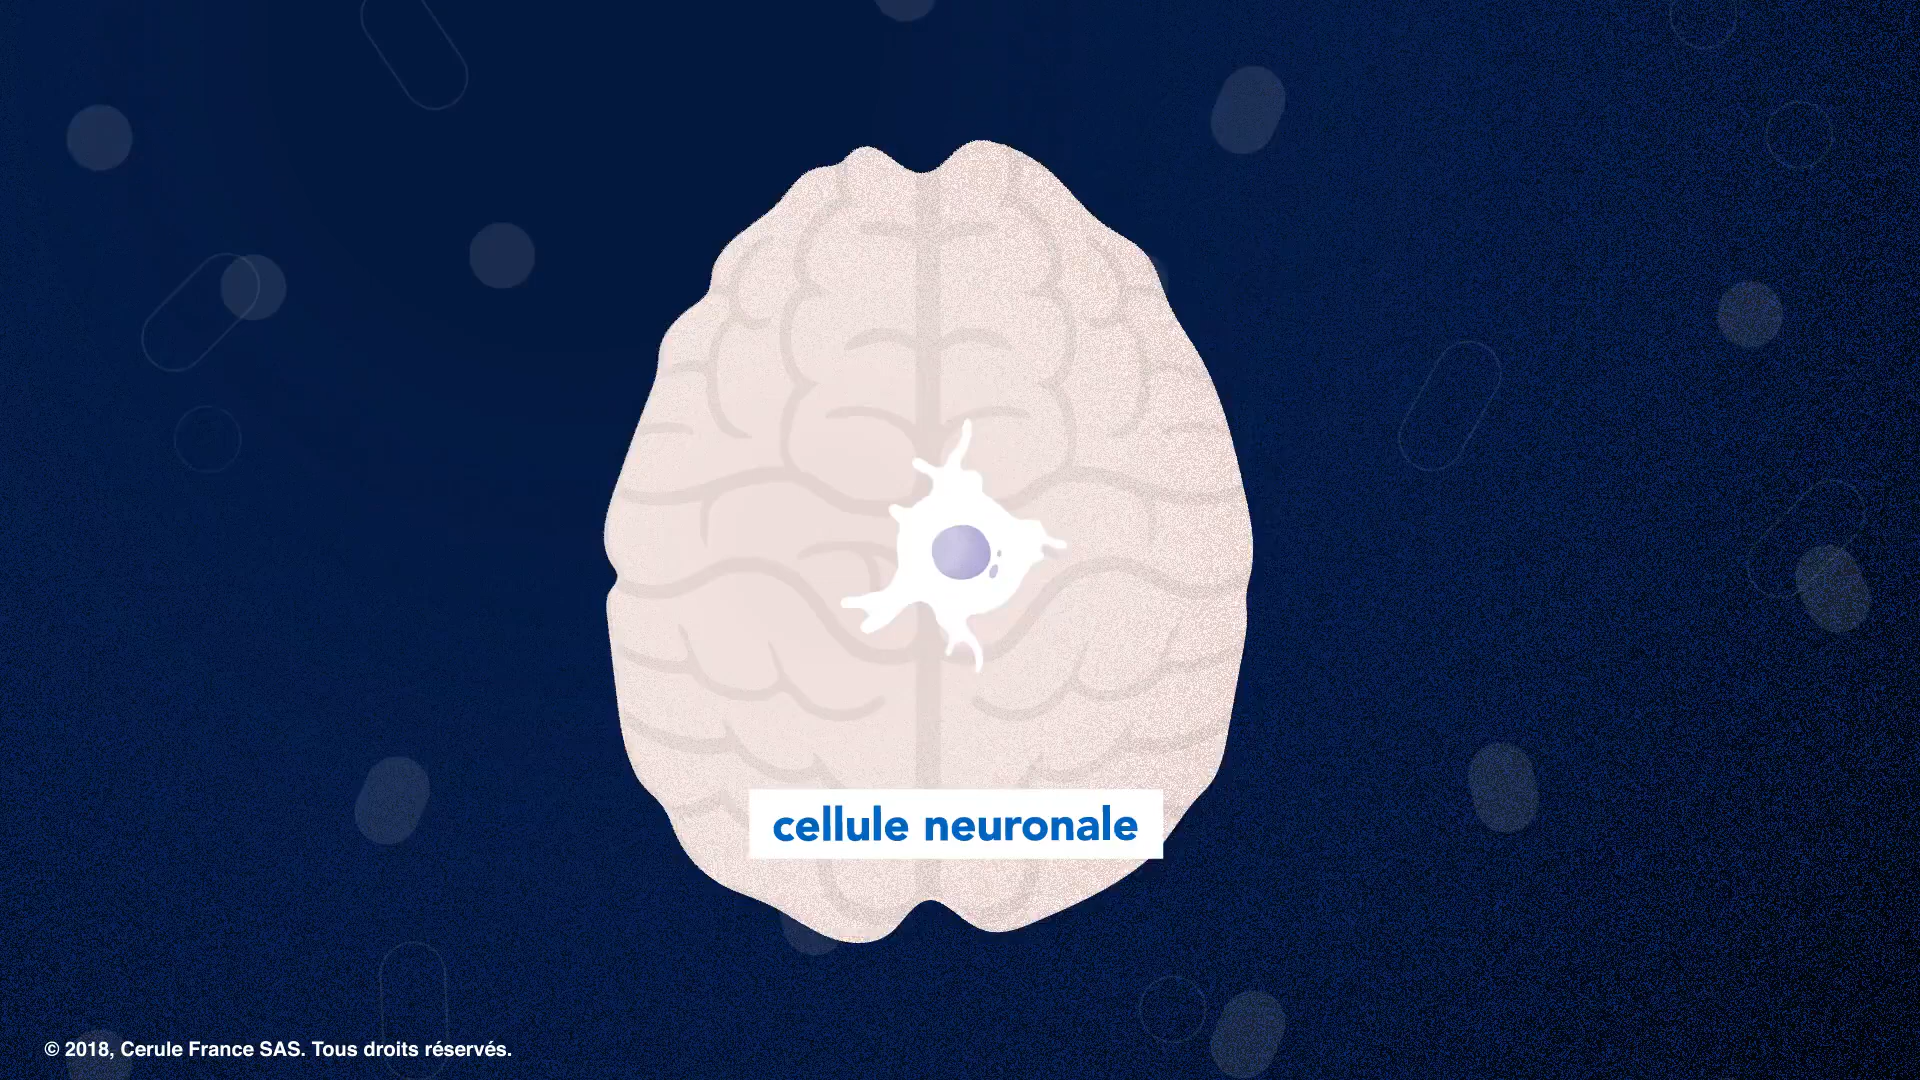 cellule neuronale
© 2018, Cerule France SAS. Tous droits réservés.